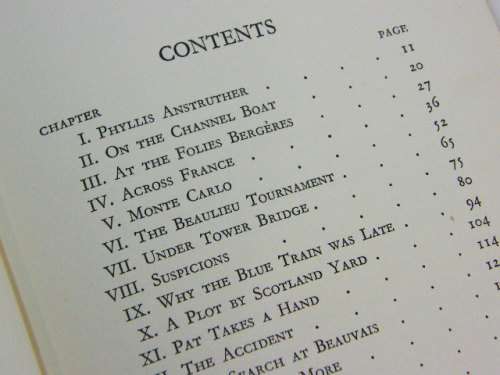 CONTENTS
CHAPTER PAGE
I. PHYLLIS ANSTRUTHER . . . . 11
II. ON THE CHANNEL BOAT . . . . 20
III. AT THE FOLIES BERGÈRES . . . . 27
IV. ACROSS FRANCE . . . . . 36
V. MONTE CARLO . . . . . 52
VI. THE BEAULIEU TOURNAMENT . . . . 65
VII. UNDER TOWER BRIDGE . . . . 75
VIII. SUSPICIONS . . . . . 80
IX. WHY THE BLUE TRAIN WAS LATE . . . 94
X. A PLOT BY SCOTLAND YARD . . . 104
XI. PAT TAKES A HAND . . . . 114
THE ACCIDENT . . . .
SEARCH AT BEAUVAIS . . .
MORE . . .